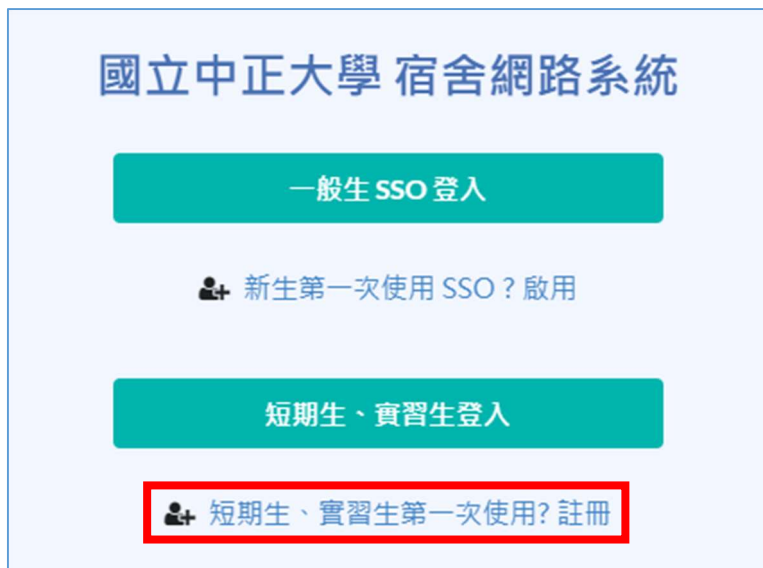 國立中正大學 宿舍網路系統
一般生 SSO 登入
新生第一次使用 SSO？啟用
短期生、實習生登入
短期生、實習生第一次使用? 註冊